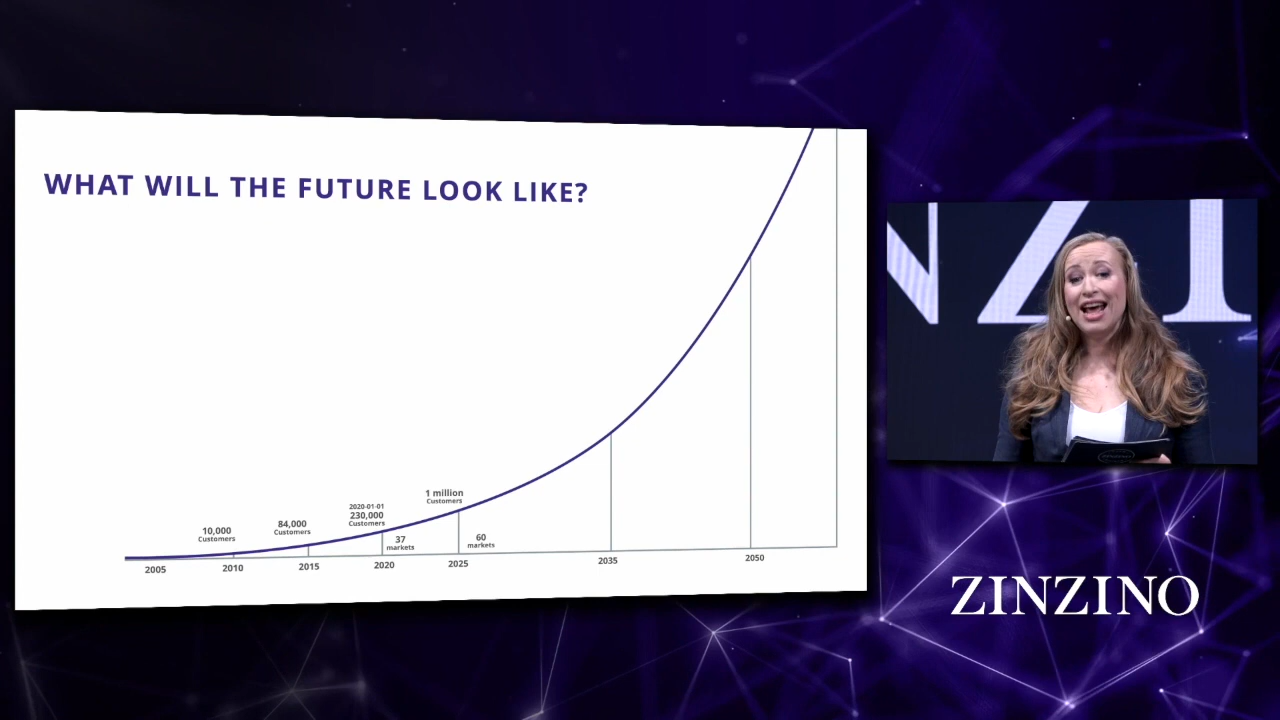 WHAT WILL THE FUTURE LOOK LIKE?
10,000
Customers
84,000
Customers
2020-01-01
230,000
Customers
37
markets
1 million
Customers
60
markets
2005
2010
2015
2020
2025
2035
2050
NZI
ZINZINO